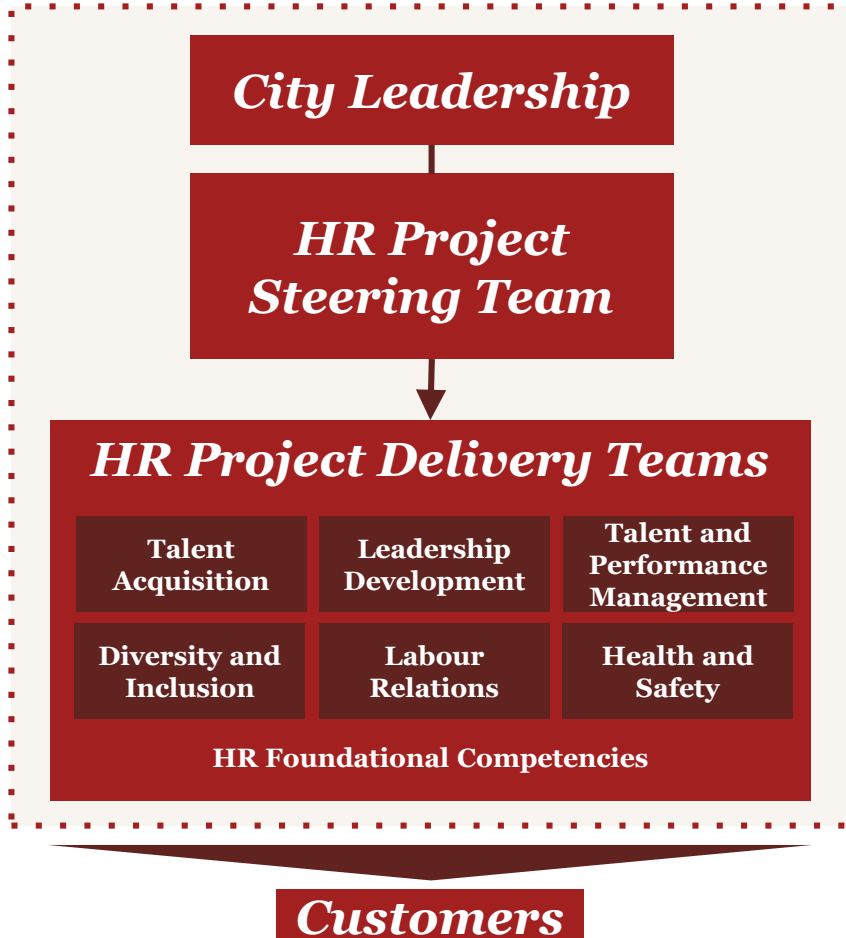 City Leadership
HR Project
Steering Team
HR Project Delivery Teams
Talent
Acquisition
Leadership
Development
Talent and
Performance
Management
Diversity and
Inclusion
Labour
Relations
Health and
Safety
HR Foundational Competencies
Customers